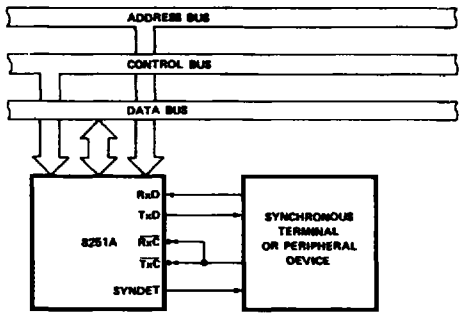 ADDRESS BUS
CONTROL BUS
DATA BUS
8251A
RxD
TxD
RxC
TxC
SYNDET
SYNCHRONOUS
TERMINAL
OR PERIPHERAL
DEVICE